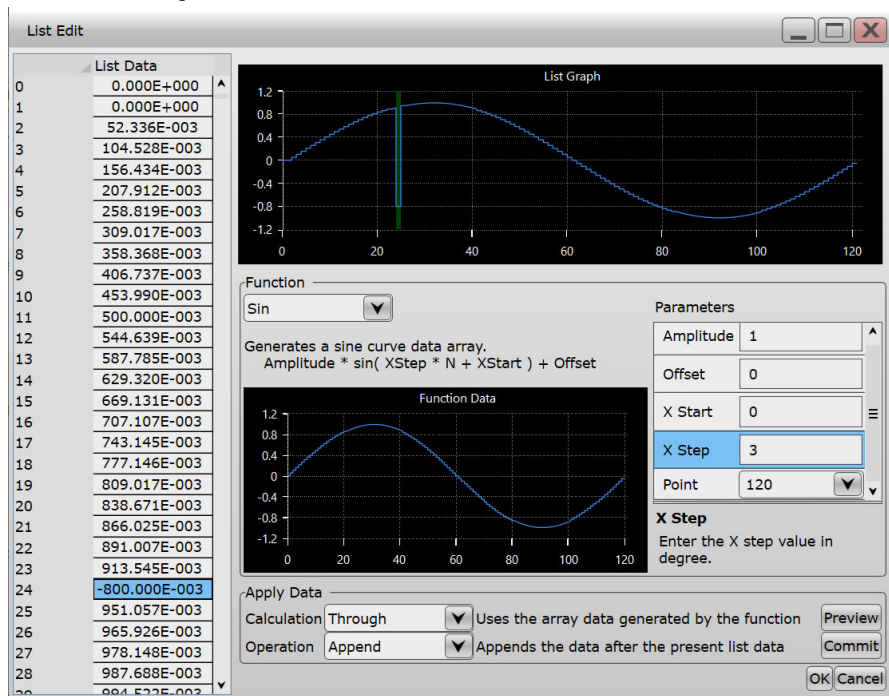 List Edit
List Data
0 0.000E+000
1 0.000E+000
2 52.336E-003
3 104.528E-003
4 156.434E-003
5 207.912E-003
6 258.819E-003
7 309.017E-003
8 358.368E-003
9 406.737E-003
10 453.990E-003
11 500.000E-003
12 544.639E-003
13 587.785E-003
14 629.320E-003
15 669.131E-003
16 707.107E-003
17 743.145E-003
18 777.146E-003
19 809.017E-003
20 838.671E-003
21 866.025E-003
22 891.007E-003
23 913.545E-003
24 -800.000E-003
25 951.057E-003
26 965.926E-003
27 978.148E-003
28 987.688E-003
29 994.522E-003
List Graph
1.2
0.8
0.4
0
-0.4
-0.8
-1.2
0 20 40 60 80 100 120
Function
Sin
Generates a sine curve data array.
Amplitude * sin( XStep * N + XStart ) + Offset
Function Data
1.2
0.8
0.4
0
-0.4
-0.8
-1.2
0 20 40 60 80 100 120
Parameters
Amplitude 1
Offset 0
X Start 0
X Step 3
Point 120
X Step
Enter the X step value in
degree.
Apply Data
Calculation Through Uses the array data generated by the function Preview
Operation Append Appends the data after the present list data Commit
OK Cancel